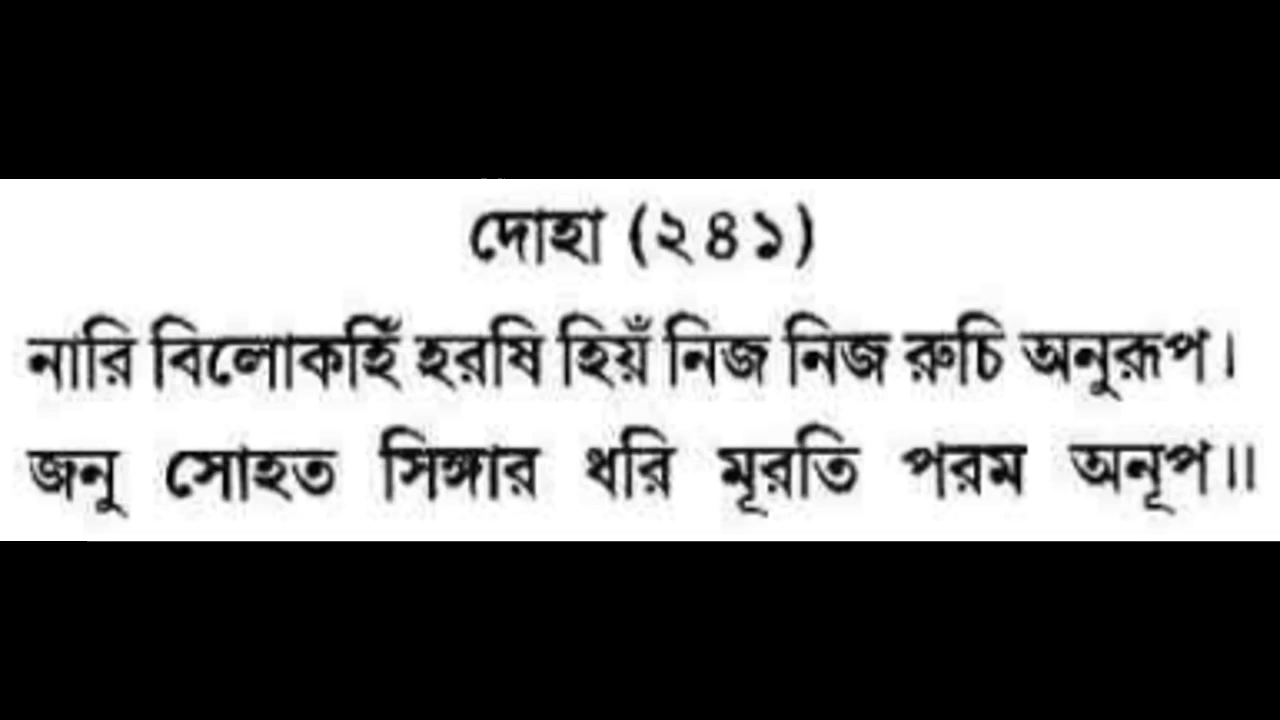 দোহা (২৪১)
নারি বিলোকহিঁ হরষি হিয়ঁ নিজ নিজ রুচি অনুরূপ।
জনু সোহত সিঙ্গার ধরি মূরতি পরম অনূপ॥